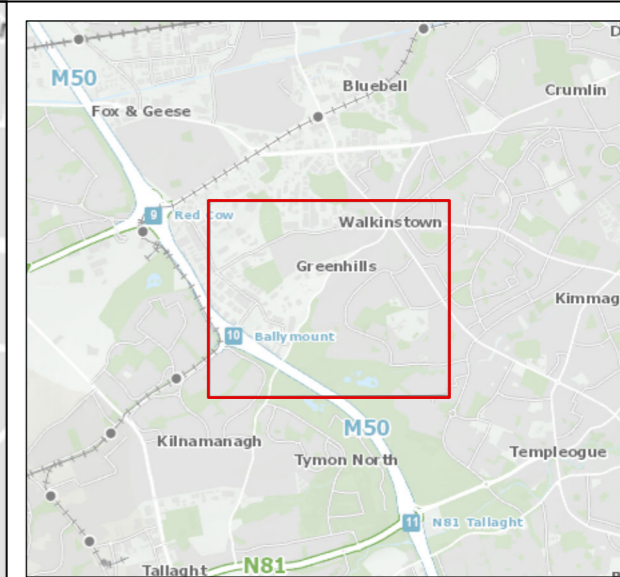 M50
Bluebell
Crumlin
Fox & Geese
9 Red Cow
Walkinstown
Greenhills
Kimmag
10 Ballymount
M50
Kilnamanagh
Templeogue
Tymon North
11 N81 Tallaght
N81
Tallaght